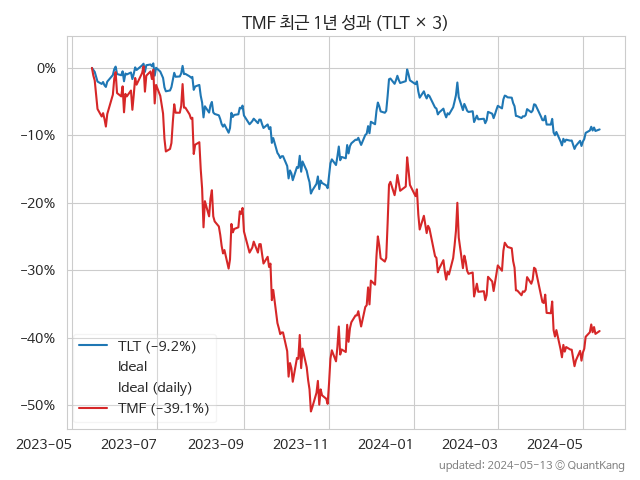 TMF 최근 1년 성과 (TLT × 3)
0%
−10%
−20%
−30%
−40%
−50%
TLT (−9.2%)
Ideal
Ideal (daily)
TMF (−39.1%)
2023-05 2023-07 2023-09 2023-11 2024-01 2024-03 2024-05
updated: 2024-05-13 © QuantKang